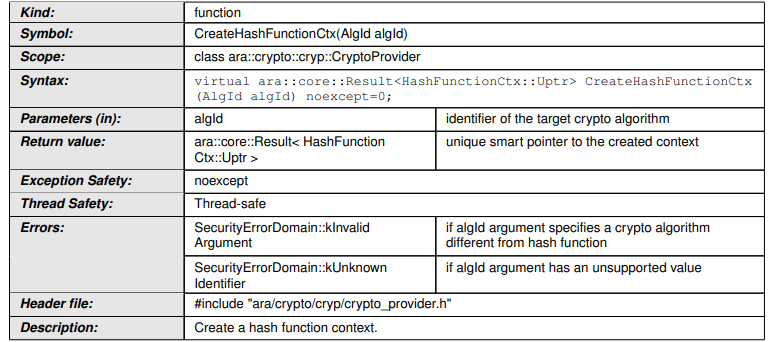 Kind: function
Symbol: CreateHashFunctionCtx(AlgId algId)
Scope: class ara::crypto::cryp::CryptoProvider
Syntax: virtual ara::core::Result<HashFunctionCtx::Uptr> CreateHashFunctionCtx
(AlgId algId) noexcept=0;
Parameters (in): algId identifier of the target crypto algorithm
Return value: ara::core::Result< HashFunction unique smart pointer to the created context
Ctx::Uptr >
Exception Safety: noexcept
Thread Safety: Thread-safe
Errors: SecurityErrorDomain::kInvalid if algId argument specifies a crypto algorithm
Argument different from hash function
SecurityErrorDomain::kUnknown if algId argument has an unsupported value
Identifier
Header file: #include "ara/crypto/cryp/crypto_provider.h"
Description: Create a hash function context.